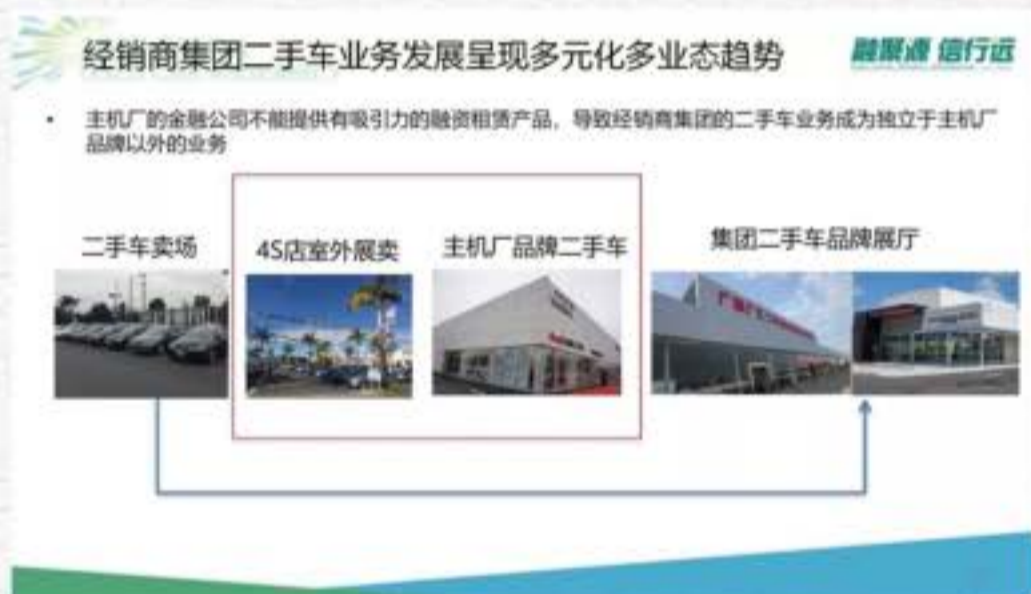 经销商集团二手车业务发展呈现多元化多业态趋势
融聚源 信行远
• 主机厂的金融公司不能提供有吸引力的融资租赁产品，导致经销商集团的二手车业务成为独立于主机厂
品牌以外的业务
二手车卖场
4S店室外展卖
主机厂品牌二手车
集团二手车品牌展厅